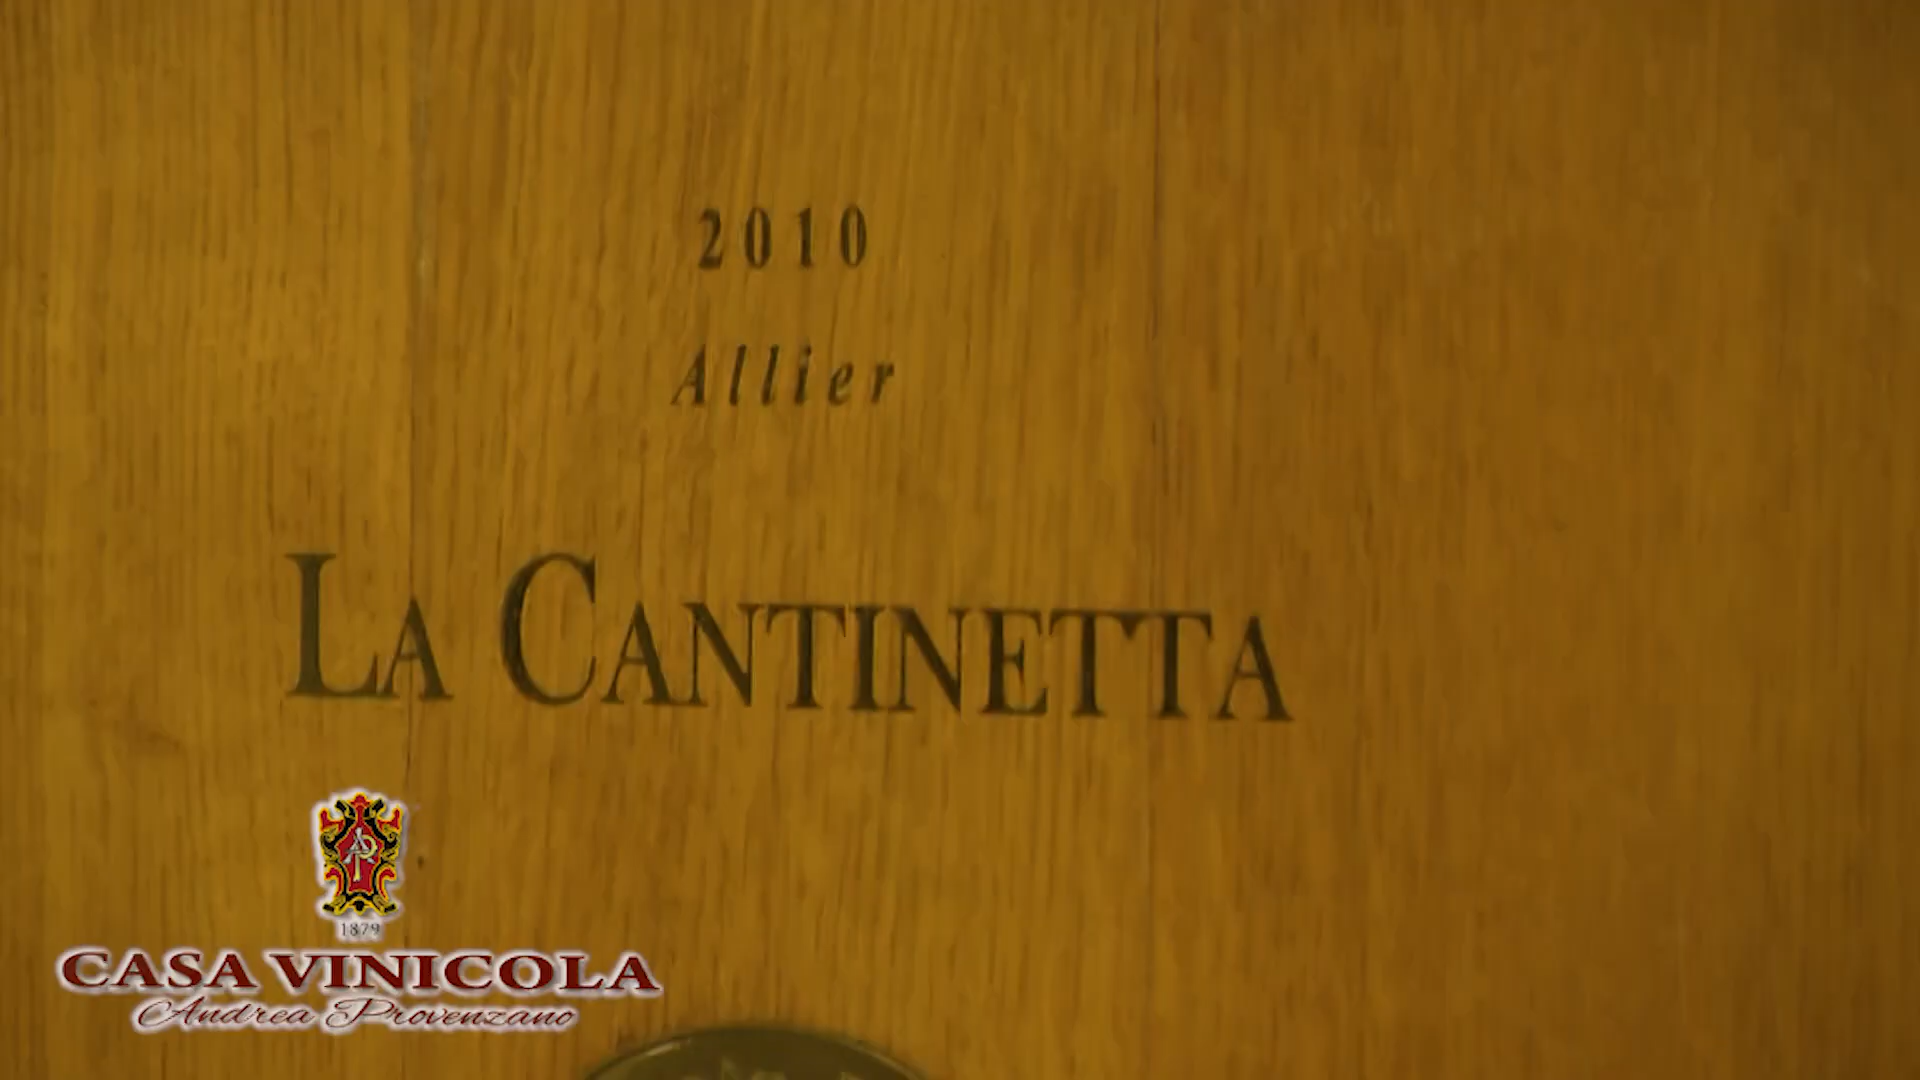 2010
Allier
LA CANTINETTA
1879
CASA VINICOLA
Andrea Provenzano